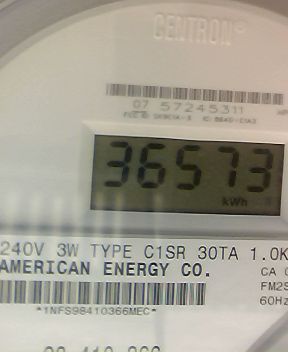 CENTRON®
07 57245311
36573
kWh
240V 3W TYPE C1SR 30TA 1.0K
AMERICAN ENERGY CO.
CA
FM2S
60Hz
*1NFS98410366MEC*